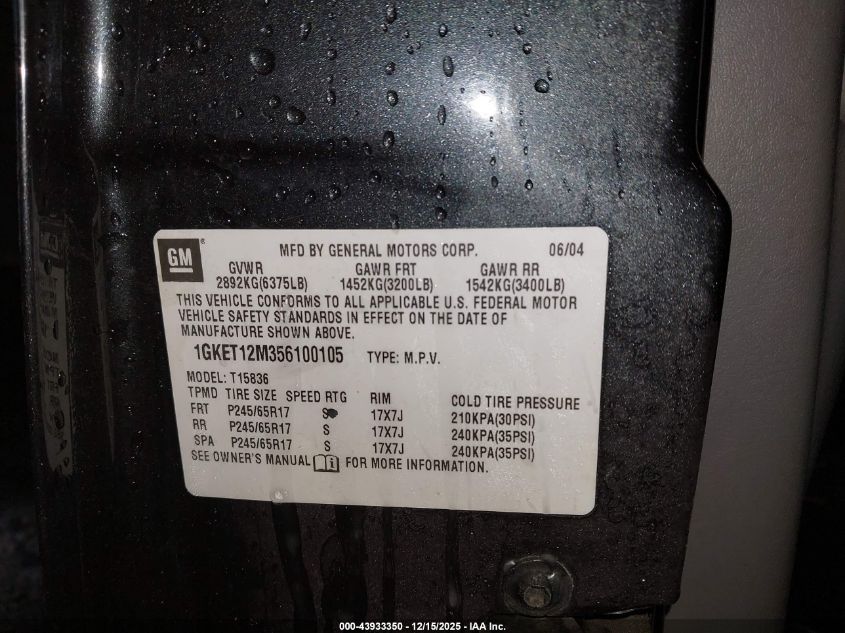 GM
MFD BY GENERAL MOTORS CORP. 06/04
GVWR GAWR FRT GAWR RR
2892KG(6375LB) 1452KG(3200LB) 1542KG(3400LB)
THIS VEHICLE CONFORMS TO ALL APPLICABLE U.S. FEDERAL MOTOR
VEHICLE SAFETY STANDARDS IN EFFECT ON THE DATE OF
MANUFACTURE SHOWN ABOVE.
1GKET12M356100105 TYPE: M.P.V.
MODEL: T15836
TPMD TIRE SIZE SPEED RTG RIM COLD TIRE PRESSURE
FRT P245/65R17 S 17X7J 210KPA(30PSI)
RR P245/65R17 S 17X7J 240KPA(35PSI)
SPA P245/65R17 S 17X7J 240KPA(35PSI)
SEE OWNER'S MANUAL FOR MORE INFORMATION.
000-43933350 - 12/15/2025 - IAA Inc.